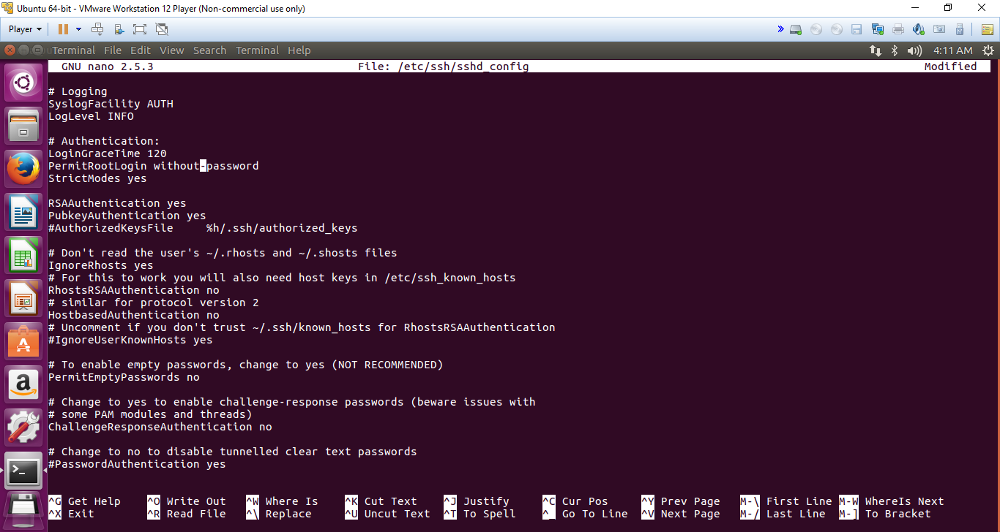 Ubuntu 64-bit - VMware Workstation 12 Player (Non-commercial use only)
Player
Terminal File Edit View Search Terminal Help 4:11 AM
GNU nano 2.5.3 File: /etc/ssh/sshd_config Modified
# Logging
SyslogFacility AUTH
LogLevel INFO
# Authentication:
LoginGraceTime 120
PermitRootLogin without-password
StrictModes yes
RSAAuthentication yes
PubkeyAuthentication yes
#AuthorizedKeysFile %h/.ssh/authorized_keys
# Don't read the user's ~/.rhosts and ~/.shosts files
IgnoreRhosts yes
# For this to work you will also need host keys in /etc/ssh_known_hosts
RhostsRSAAuthentication no
# similar for protocol version 2
HostbasedAuthentication no
# Uncomment if you don't trust ~/.ssh/known_hosts for RhostsRSAAuthentication
#IgnoreUserKnownHosts yes
# To enable empty passwords, change to yes (NOT RECOMMENDED)
PermitEmptyPasswords no
# Change to yes to enable challenge-response passwords (beware issues with
# some PAM modules and threads)
ChallengeResponseAuthentication no
# Change to no to disable tunnelled clear text passwords
#PasswordAuthentication yes
^G Get Help ^O Write Out ^W Where Is ^K Cut Text ^J Justify ^C Cur Pos ^Y Prev Page M-\ First Line M-W WhereIs Next
^X Exit ^R Read File ^\ Replace ^U Uncut Text ^T To Spell ^_ Go To Line ^V Next Page M-/ Last Line M-] To Bracket